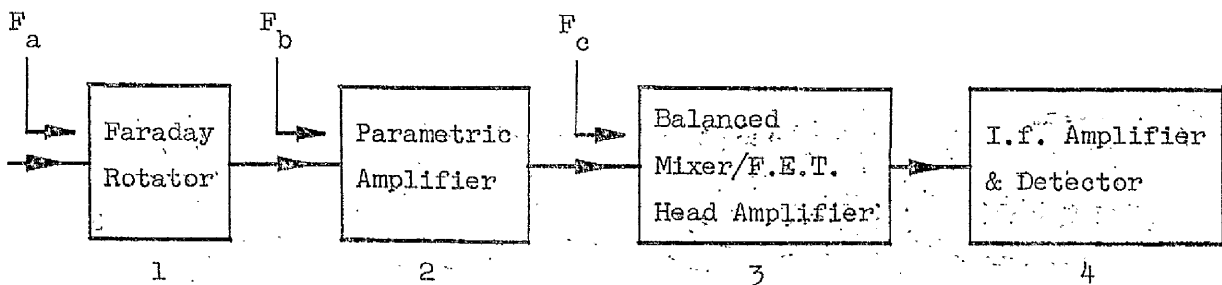 F_a
F_b
F_c
Faraday
Rotator
Parametric
Amplifier
Balanced
Mixer/F.E.T.
Head Amplifier
I.f. Amplifier
& Detector
1
2
3
4